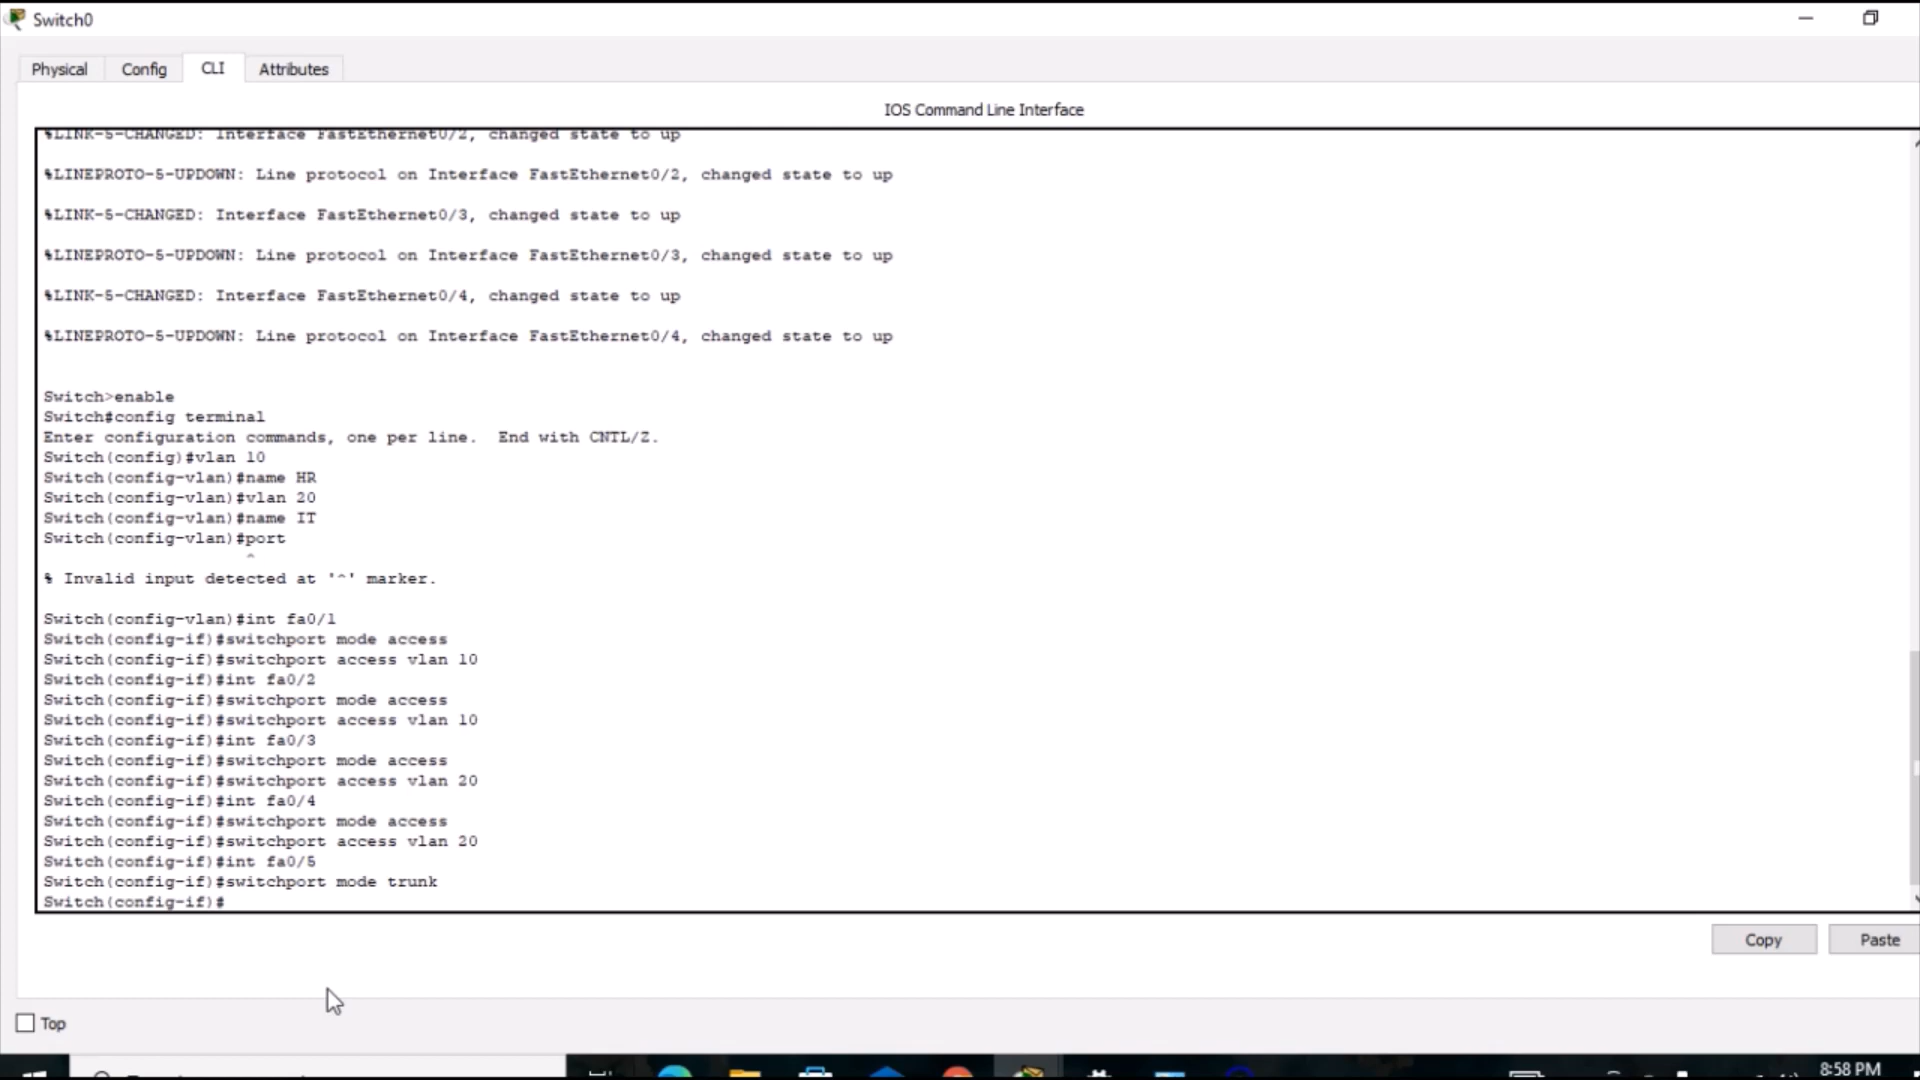 Switch0
Physical Config CLI Attributes
IOS Command Line Interface
%LINK-5-CHANGED: Interface FastEthernet0/2, changed state to up
%LINEPROTO-5-UPDOWN: Line protocol on Interface FastEthernet0/2, changed state to up
%LINK-5-CHANGED: Interface FastEthernet0/3, changed state to up
%LINEPROTO-5-UPDOWN: Line protocol on Interface FastEthernet0/3, changed state to up
%LINK-5-CHANGED: Interface FastEthernet0/4, changed state to up
%LINEPROTO-5-UPDOWN: Line protocol on Interface FastEthernet0/4, changed state to up
Switch>enable
Switch#config terminal
Enter configuration commands, one per line.  End with CNTL/Z.
Switch(config)#vlan 10
Switch(config-vlan)#name HR
Switch(config-vlan)#vlan 20
Switch(config-vlan)#name IT
Switch(config-vlan)#port
^
% Invalid input detected at '^' marker.
Switch(config-vlan)#int fa0/1
Switch(config-if)#switchport mode access
Switch(config-if)#switchport access vlan 10
Switch(config-if)#int fa0/2
Switch(config-if)#switchport mode access
Switch(config-if)#switchport access vlan 10
Switch(config-if)#int fa0/3
Switch(config-if)#switchport mode access
Switch(config-if)#switchport access vlan 20
Switch(config-if)#int fa0/4
Switch(config-if)#switchport mode access
Switch(config-if)#switchport access vlan 20
Switch(config-if)#int fa0/5
Switch(config-if)#switchport mode trunk
Switch(config-if)#
Copy Paste
Top
8:58 PM